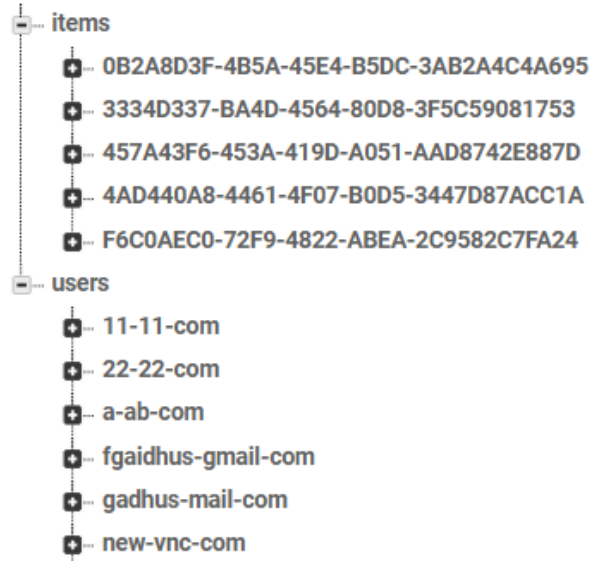 items
0B2A8D3F-4B5A-45E4-B5DC-3AB2A4C4A695
3334D337-BA4D-4564-80D8-3F5C59081753
457A43F6-453A-419D-A051-AAD8742E887D
4AD440A8-4461-4F07-B0D5-3447D87ACC1A
F6C0AEC0-72F9-4822-ABEA-2C9582C7FA24
users
11-11-com
22-22-com
a-ab-com
fgaidhus-gmail-com
gadhus-mail-com
new-vnc-com